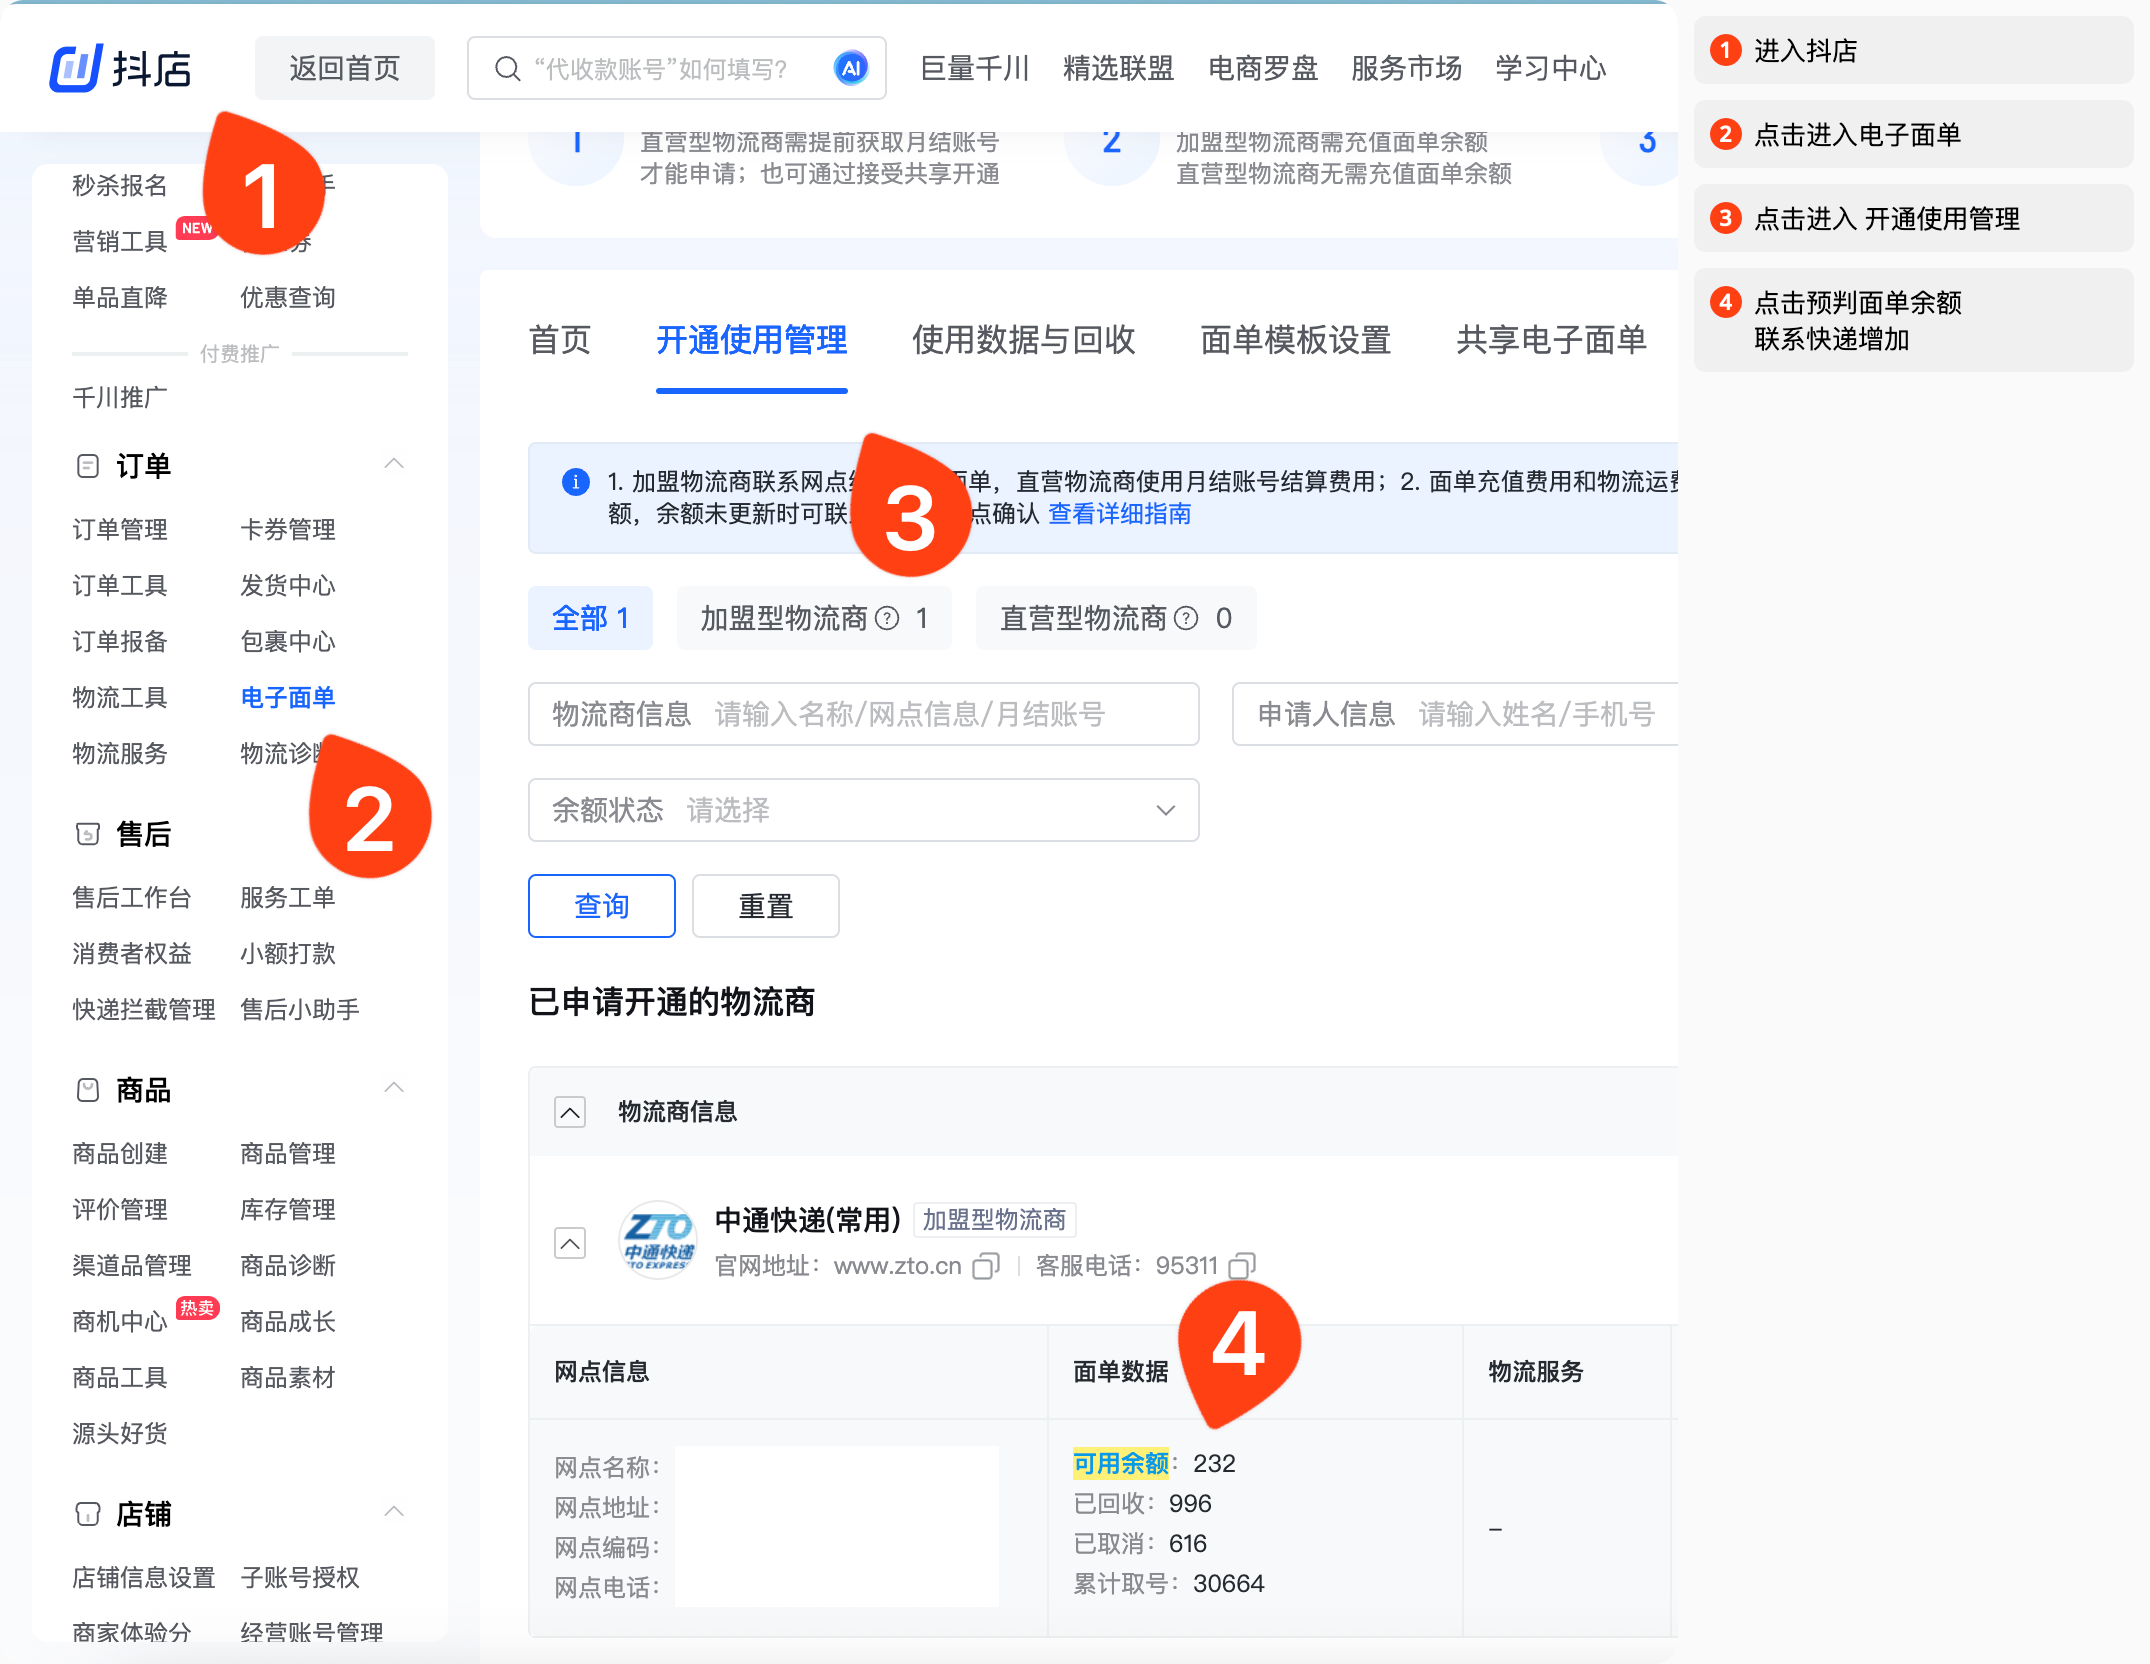 抖店
返回首页
“代收款账号”如何填写?
AI
巨量千川
精选联盟
电商罗盘
服务市场
学习中心
1
直营型物流商需提前获取月结账号
才能申请；也可通过接受共享开通
2
加盟型物流商需充值面单余额
直营型物流商无需充值面单余额
3
秒杀报名
手
营销工具
NEW
券
单品直降
优惠查询
付费推广
千川推广
订单
订单管理
卡券管理
订单工具
发货中心
订单报备
包裹中心
物流工具
电子面单
物流服务
物流诊断
售后
售后工作台
服务工单
消费者权益
小额打款
快递拦截管理
售后小助手
商品
商品创建
商品管理
评价管理
库存管理
渠道品管理
商品诊断
商机中心
热卖
商品成长
商品工具
商品素材
源头好货
店铺
店铺信息设置
子账号授权
商家体验分
经营账号管理
1
2
3
4
首页
开通使用管理
使用数据与回收
面单模板设置
共享电子面单
1. 加盟物流商联系网点 面单，直营物流商使用月结账号结算费用；2. 面单充值费用和物流运费
额，余额未更新时可联 点确认 查看详细指南
全部 1
加盟型物流商 ? 1
直营型物流商 ? 0
物流商信息 请输入名称/网点信息/月结账号
申请人信息 请输入姓名/手机号
余额状态 请选择
查询
重置
已申请开通的物流商
物流商信息
ZTO
中通快递
ZTO EXPRESS
中通快递(常用)
加盟型物流商
官网地址： www.zto.cn
客服电话： 95311
网点信息
面单数据
物流服务
网点名称：
网点地址：
网点编码：
网点电话：
可用余额： 232
已回收： 996
已取消： 616
累计取号： 30664
–
1 进入抖店
2 点击进入电子面单
3 点击进入 开通使用管理
4 点击预判面单余额
联系快递增加